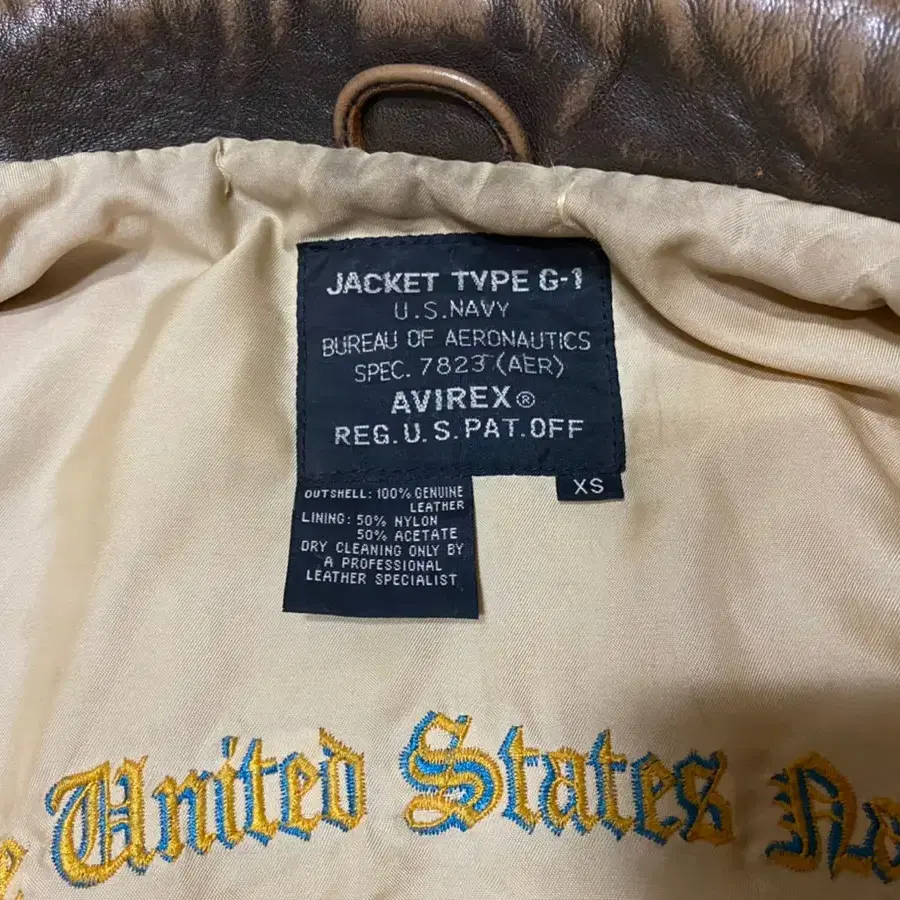 JACKET TYPE G-1
U.S.NAVY
BUREAU OF AERONAUTICS
SPEC. 7823 (AER)
AVIREX®
REG.U.S.PAT.OFF
XS
OUTSHELL: 100% GENUINE
LEATHER
LINING: 50% NYLON
50% ACETATE
DRY CLEANING ONLY BY
A PROFESSIONAL
LEATHER SPECIALIST
United States Na